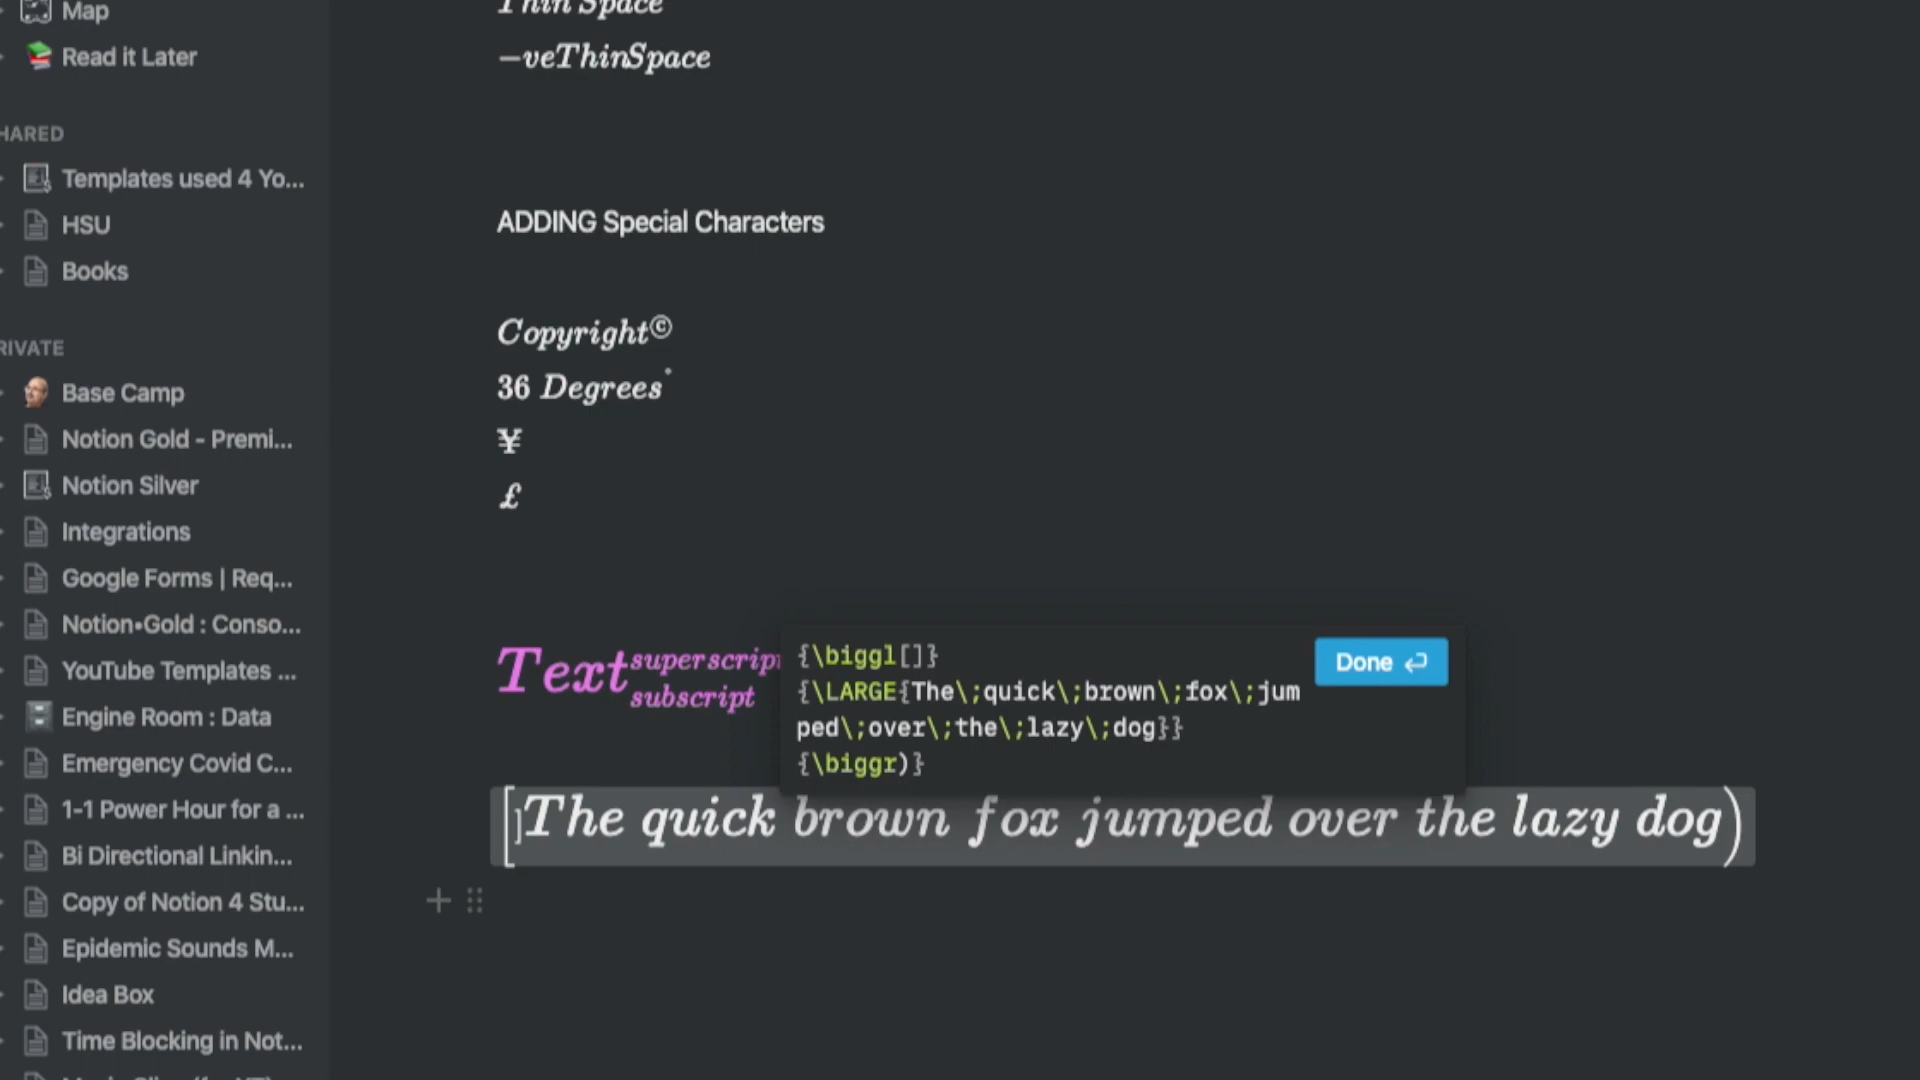 Map
Read it Later
HARED
Templates used 4 Yo...
HSU
Books
RIVATE
Base Camp
Notion Gold - Premi...
Notion Silver
Integrations
Google Forms | Req...
Notion•Gold : Conso...
YouTube Templates ...
Engine Room : Data
Emergency Covid C...
1-1 Power Hour for a ...
Bi Directional Linkin...
Copy of Notion 4 Stu...
Epidemic Sounds M...
Idea Box
Time Blocking in Not...
Thin Space
−veThinSpace
ADDING Special Characters
Copyright©
36 Degrees°
¥
£
Text superscript
subscript
{\biggl[]}
{\LARGE{The\;quick\;brown\;fox\;jum
ped\;over\;the\;lazy\;dog}}
{\biggr)}
Done
[]The quick brown fox jumped over the lazy dog)